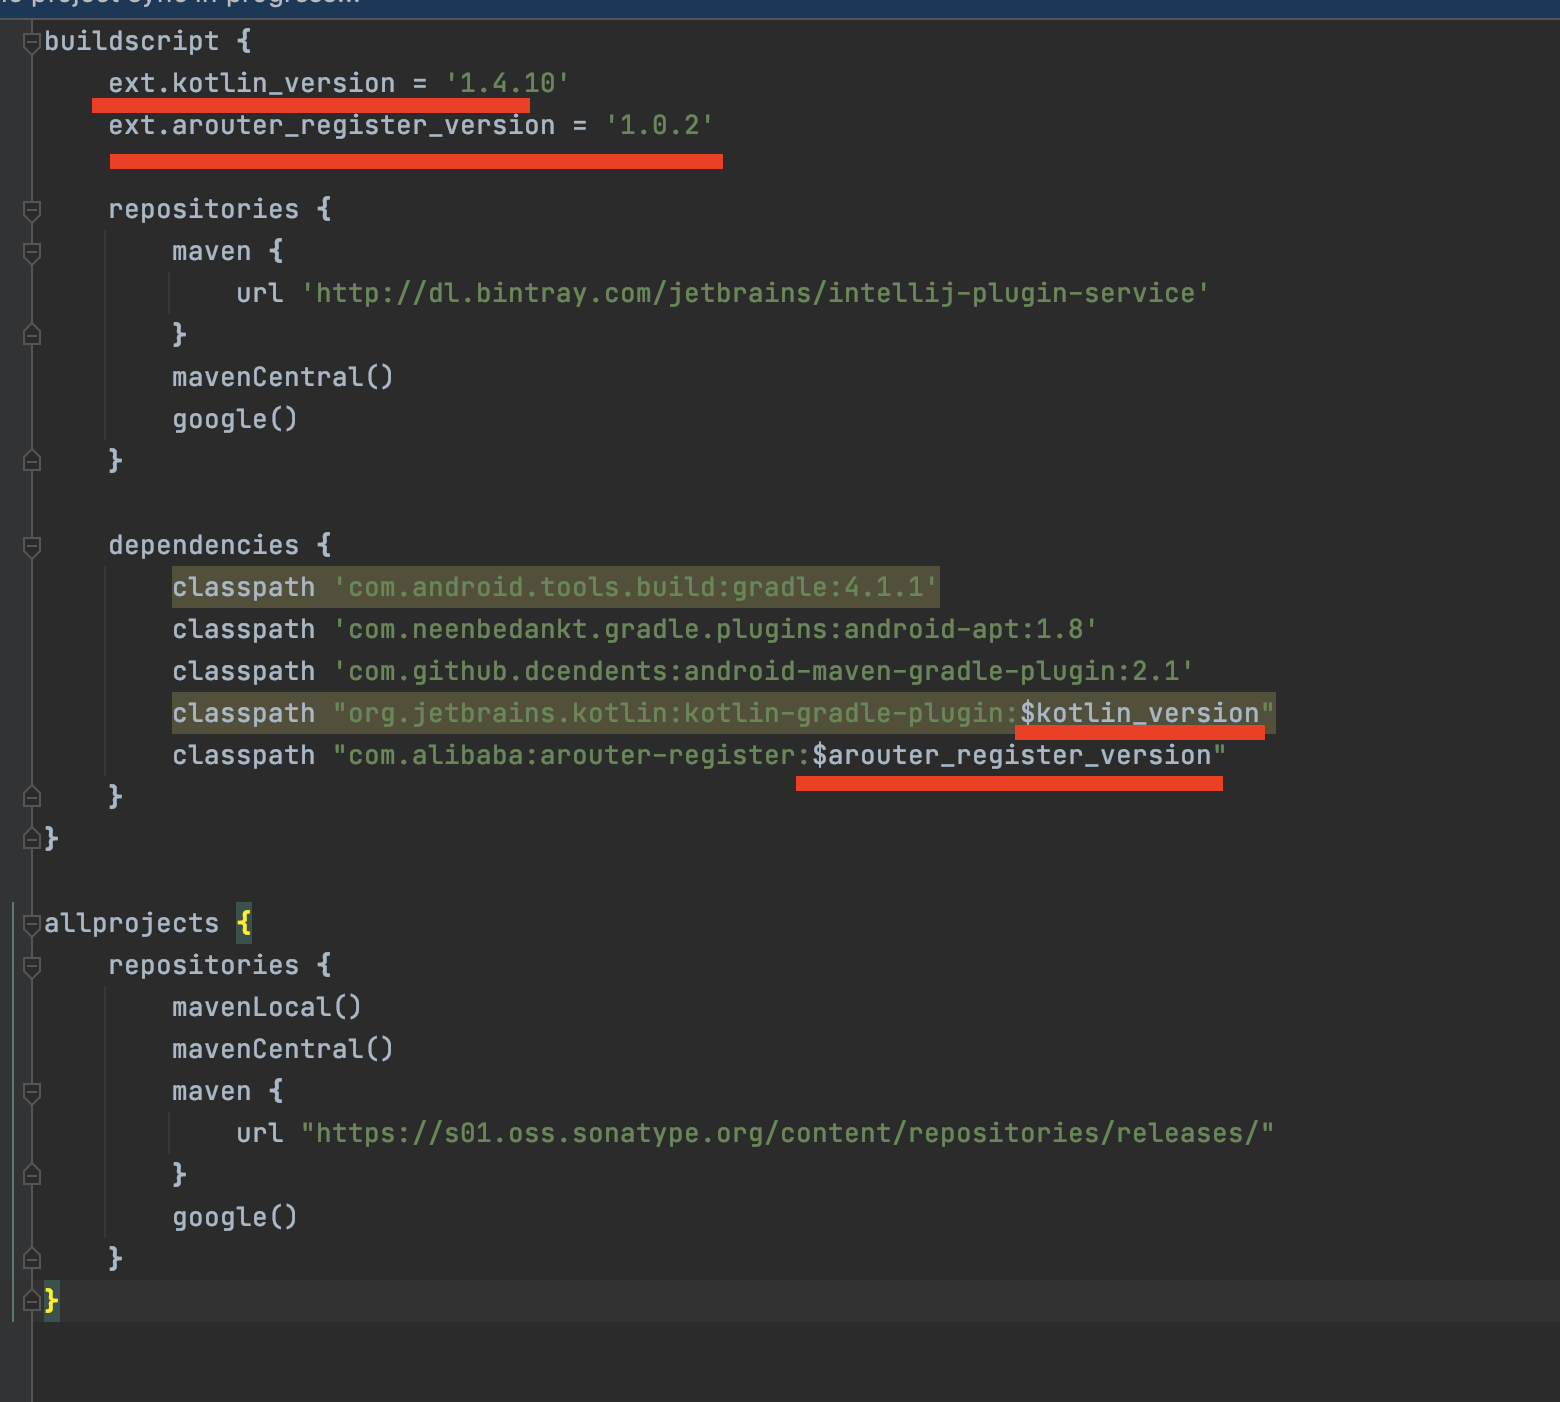 project sync in progress...
buildscript {
ext.kotlin_version = '1.4.10'
ext.arouter_register_version = '1.0.2'
repositories {
maven {
url 'http://dl.bintray.com/jetbrains/intellij-plugin-service'
}
mavenCentral()
google()
}
dependencies {
classpath 'com.android.tools.build:gradle:4.1.1'
classpath 'com.neenbedankt.gradle.plugins:android-apt:1.8'
classpath 'com.github.dcendents:android-maven-gradle-plugin:2.1'
classpath "org.jetbrains.kotlin:kotlin-gradle-plugin:$kotlin_version"
classpath "com.alibaba:arouter-register:$arouter_register_version"
}
}
allprojects {
repositories {
mavenLocal()
mavenCentral()
maven {
url "https://s01.oss.sonatype.org/content/repositories/releases/"
}
google()
}
}